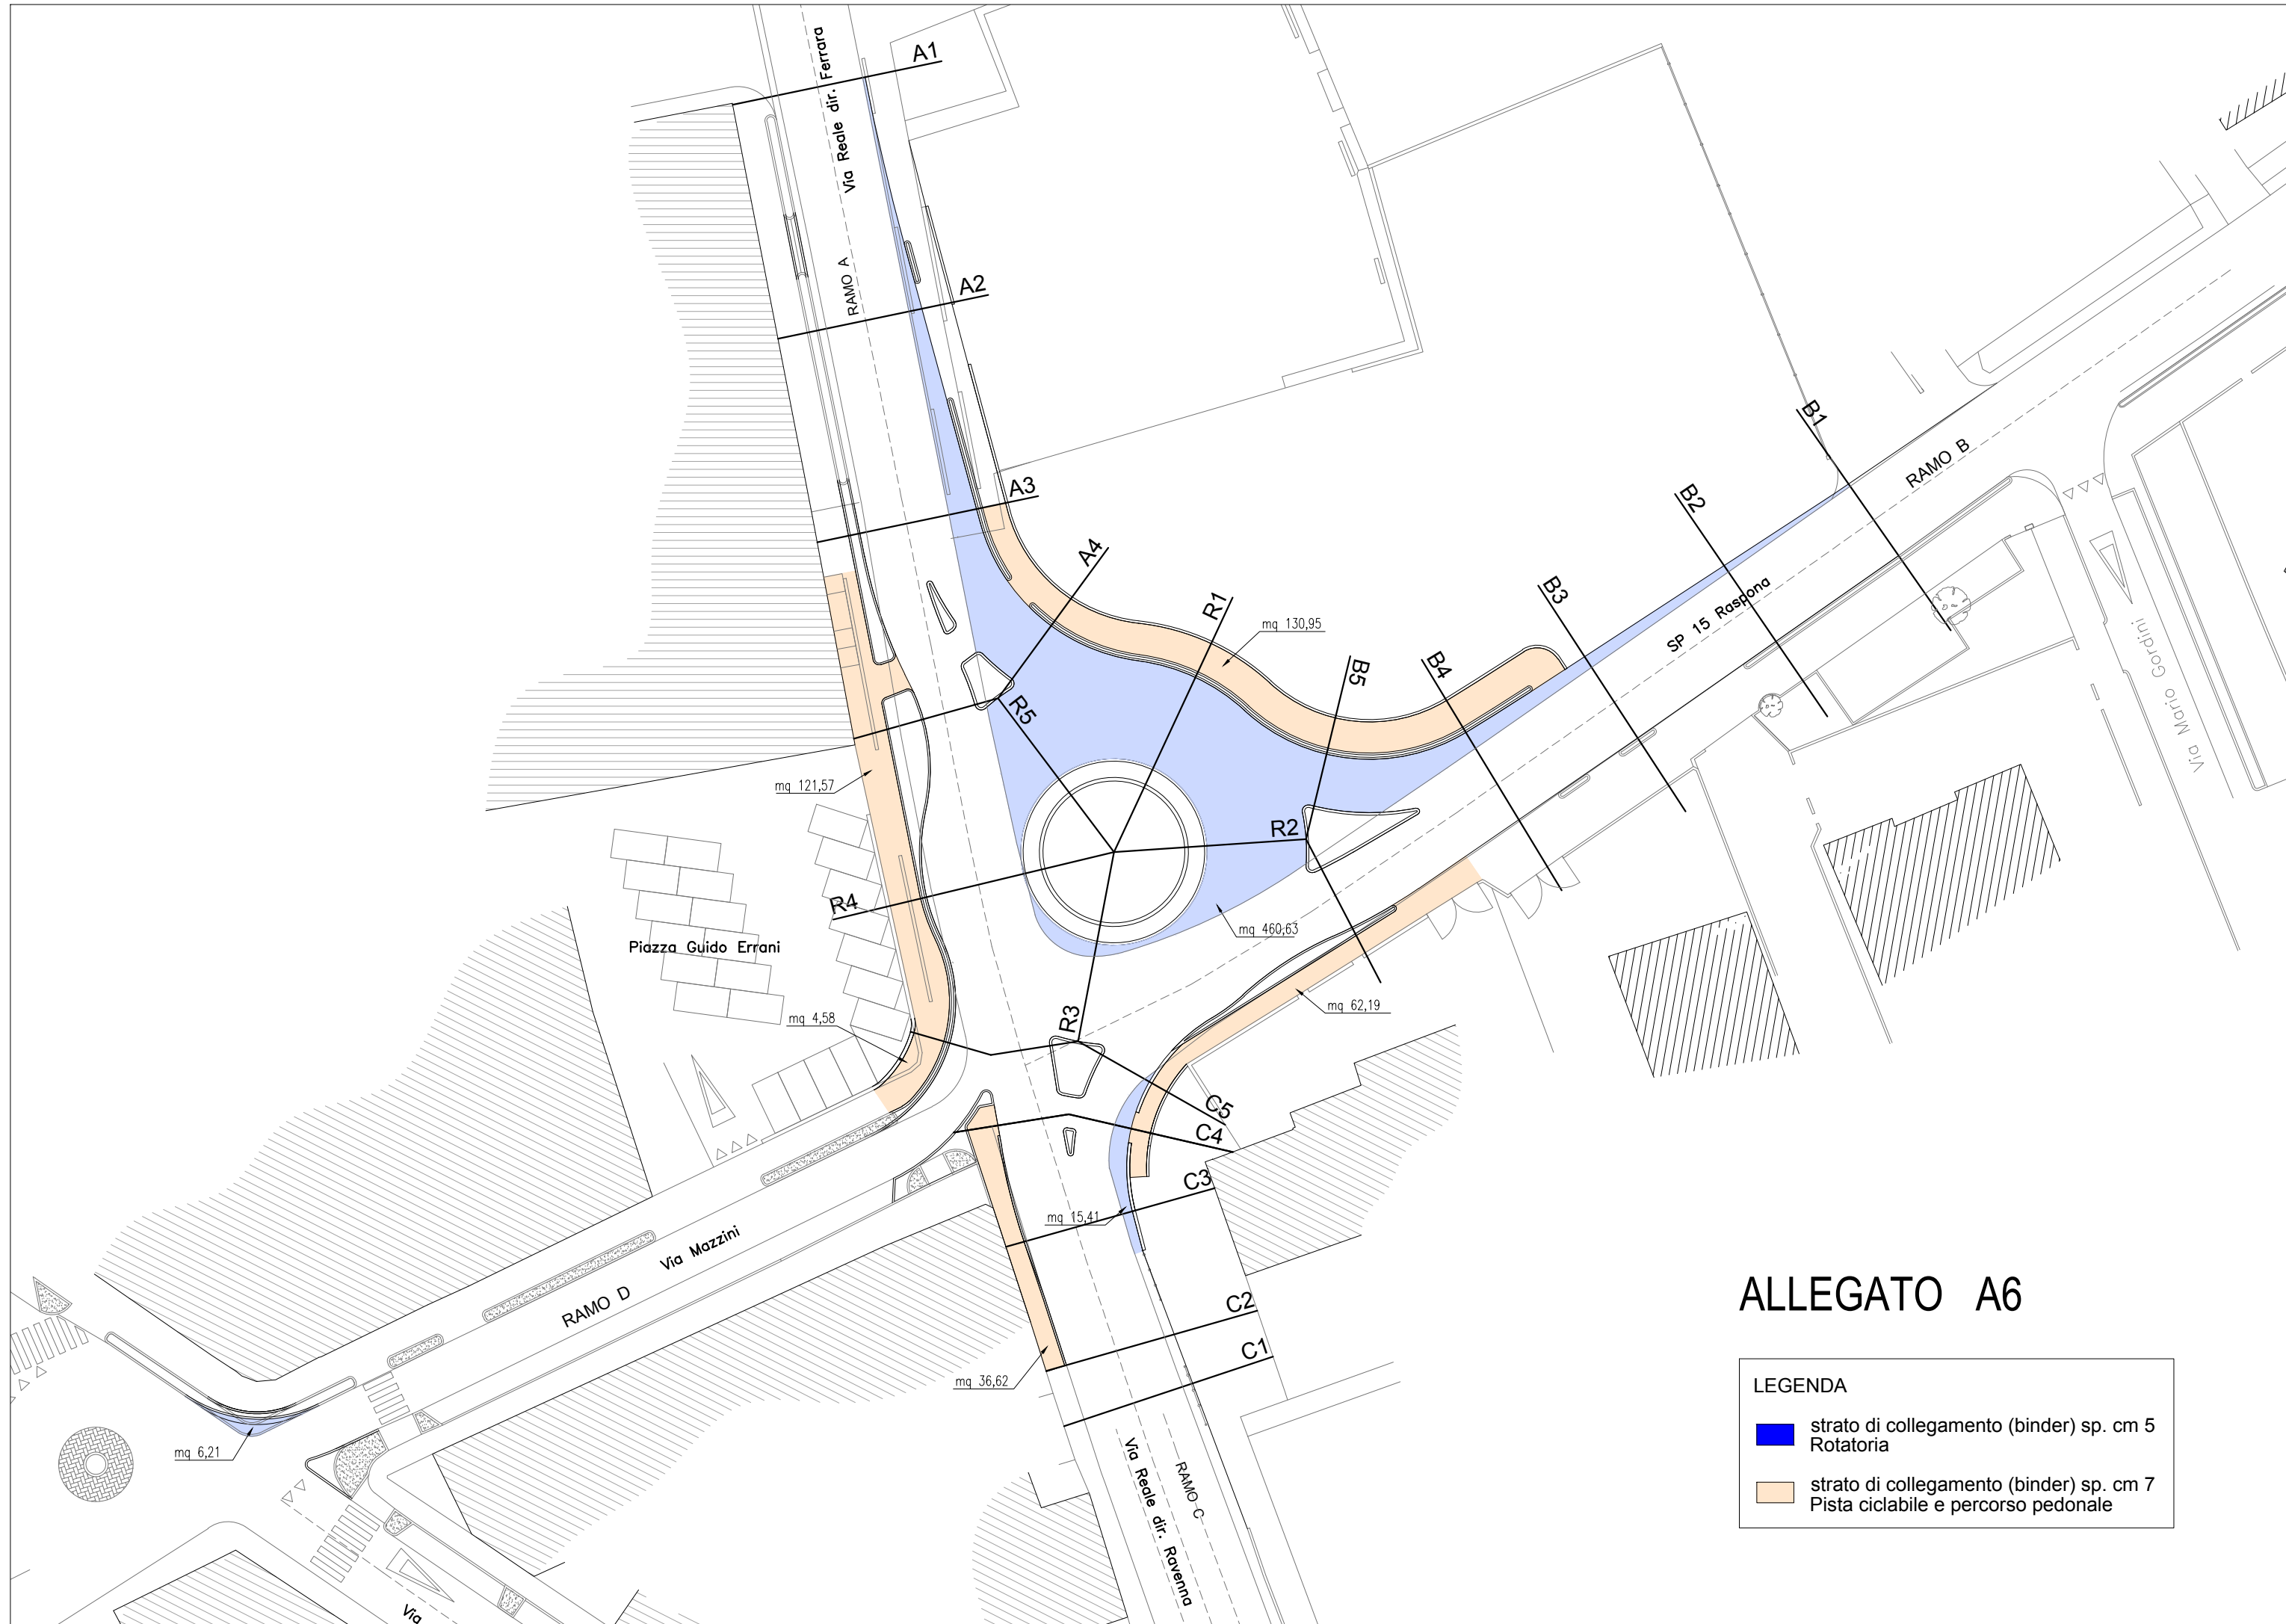 A1
Via Reale dir. Ferrara
RAMO A
A2
A3
A4
R1
mq 130,95
B5
B4
B3
B2
B1
RAMO B
SP 15 Raspona
Via Mario Gordini
R5
mq 121,57
R2
R4
Piazza Guido Errani
mq 460,63
mq 4,58
R3
mq 62,19
C5
C4
C3
mq 15,41
Via Mazzini
RAMO D
C2
C1
mq 36,62
mq 6,21
Via Reale dir. Ravenna
RAMO C
Via
ALLEGATO A6
LEGENDA
strato di collegamento (binder) sp. cm 5
Rotatoria
strato di collegamento (binder) sp. cm 7
Pista ciclabile e percorso pedonale